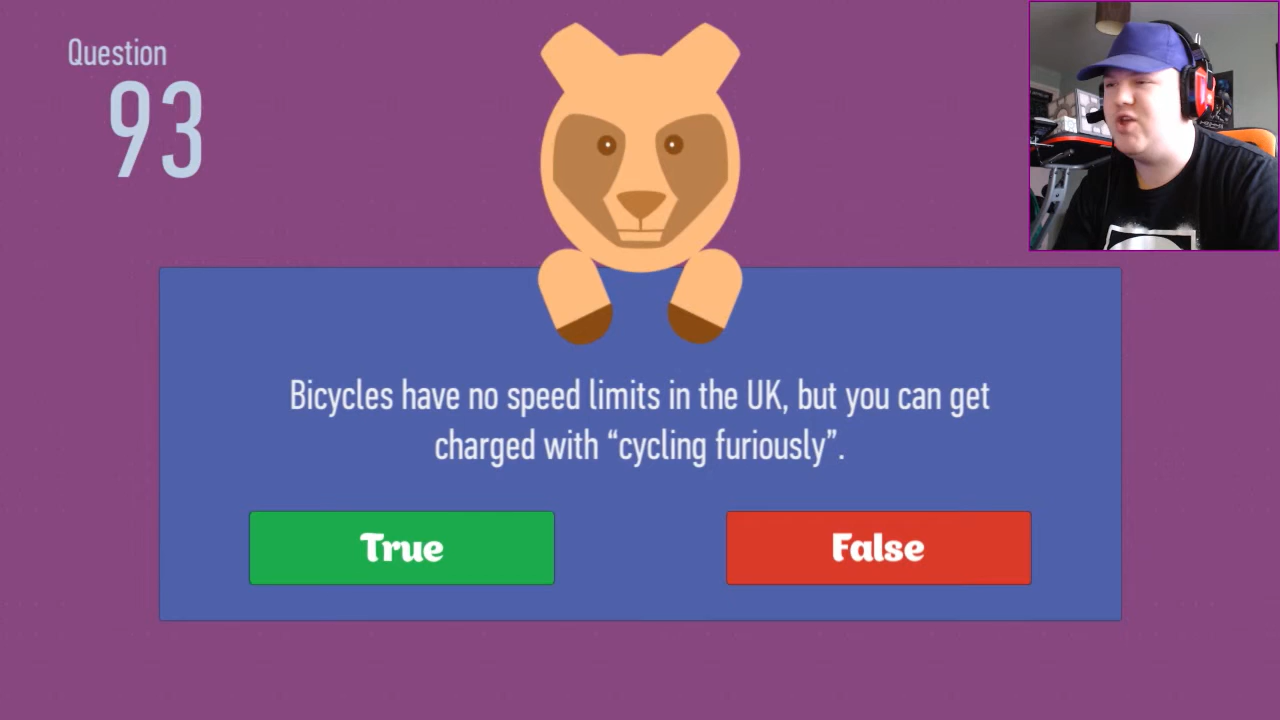 Question
93
Bicycles have no speed limits in the UK, but you can get
charged with “cycling furiously”.
True
False